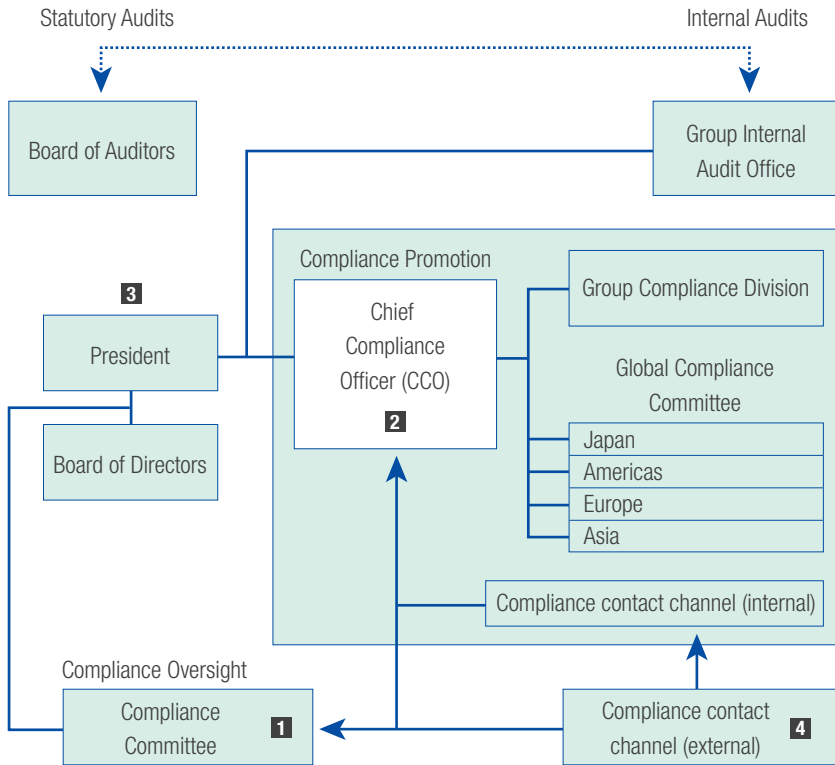 Statutory Audits
Internal Audits
Board of Auditors
Group Internal
Audit Office
Compliance Promotion
3
President
Board of Directors
Chief
Compliance
Officer (CCO)
2
Group Compliance Division
Global Compliance
Committee
Japan
Americas
Europe
Asia
Compliance contact channel (internal)
Compliance Oversight
Compliance
Committee
1
Compliance contact
channel (external)
4